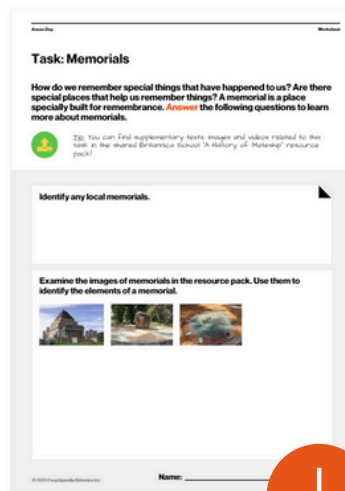 Anzac Day Worksheet
Task: Memorials
How do we remember special things that have happened to us? Are there
special places that help us remember things? A memorial is a place
specially built for remembrance. Answer the following questions to learn
more about memorials.
Tip: You can find supplementary texts, images and videos related to this
task in the shared Britannica School "A History of Mateship" resource
pack!
Identify any local memorials.
Examine the images of memorials in the resource pack. Use them to
identify the elements of a memorial.
© 2023 Encyclopaedia Britannica, Inc. Name: